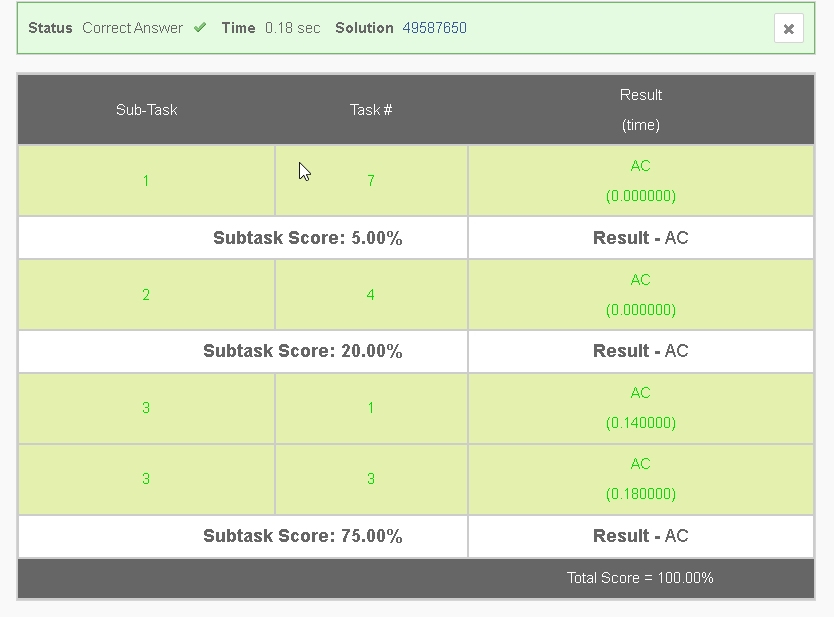 Status Correct Answer ✔ Time 0.18 sec Solution 49587650 ✖
Sub-Task Task # Result
(time)
1 7 AC
(0.000000)
Subtask Score: 5.00% Result - AC
2 4 AC
(0.000000)
Subtask Score: 20.00% Result - AC
3 1 AC
(0.140000)
3 3 AC
(0.180000)
Subtask Score: 75.00% Result - AC
Total Score = 100.00%